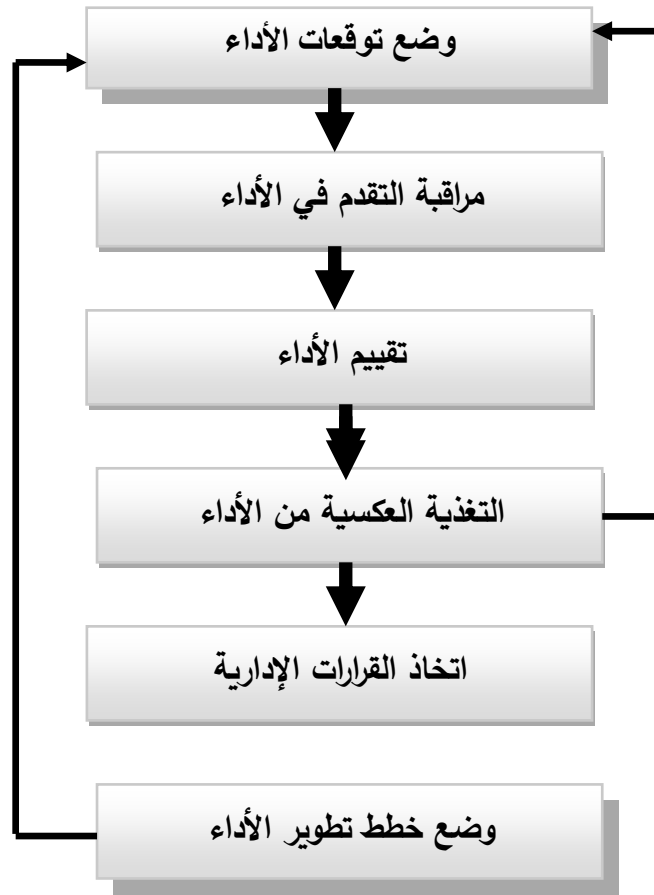 وضع توقعات الأداء
مراقبة التقدم في الأداء
تقييم الأداء
التغذية العكسية من الأداء
اتخاذ القرارات الإدارية
وضع خطط تطوير الأداء